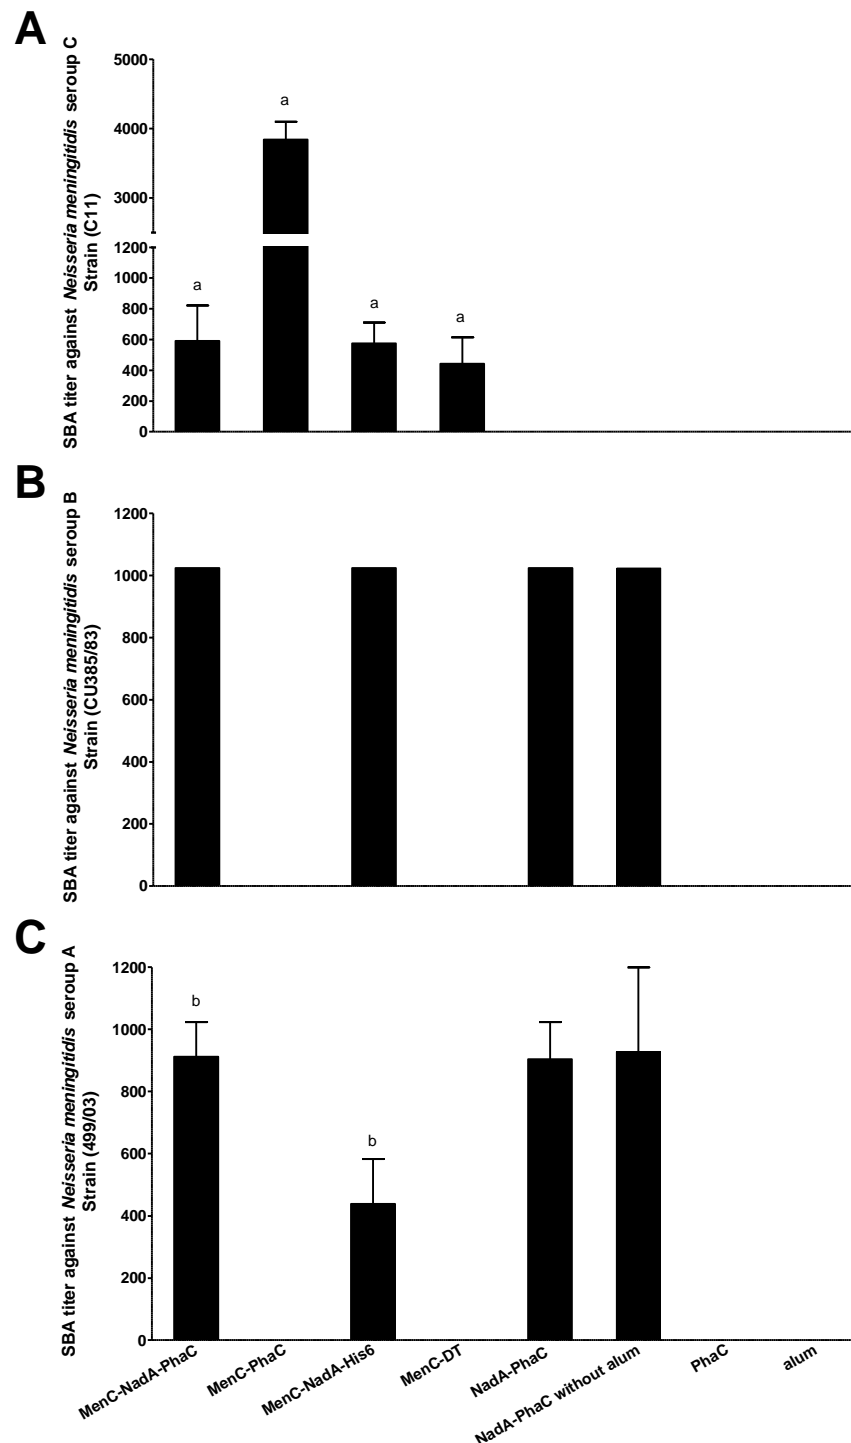 A
SBA titer against Neisseria meningitidis seroup C
Strain (C11)
5000
4000
3000
1200
1000
800
600
400
200
0
a
a
a
a
B
SBA titer against Neisseria meningitidis seroup B
Strain (CU385/83)
1200
1000
800
600
400
200
0
C
SBA titer against Neisseria meningitidis seroup A
Strain (499/03)
1200
1000
800
600
400
200
0
b
b
MenC-NadA-PhaC
MenC-PhaC
MenC-NadA-His6
MenC-DT
NadA-PhaC
NadA-PhaC without alum
PhaC
alum